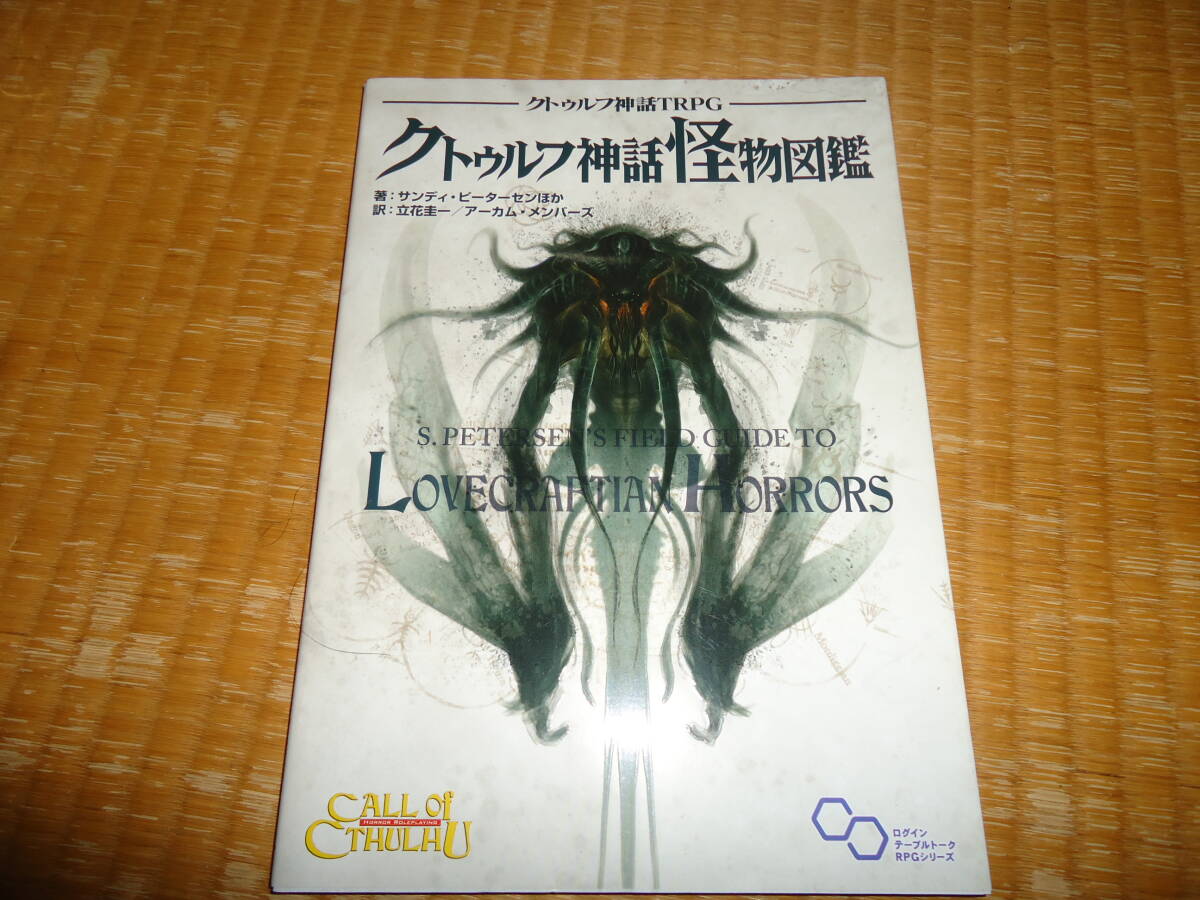 クトゥルフ神話TRPG
クトゥルフ神話怪物図鑑
著：サンディ・ピーターセンほか
訳：立花圭一／アーカム・メンバーズ
S. PETERSEN'S FIELD GUIDE TO
LOVECRAFTIAN HORRORS
CALL of
HORROR ROLEPLAYING
CTHULHU
ログイン
テーブルトーク
RPGシリーズ